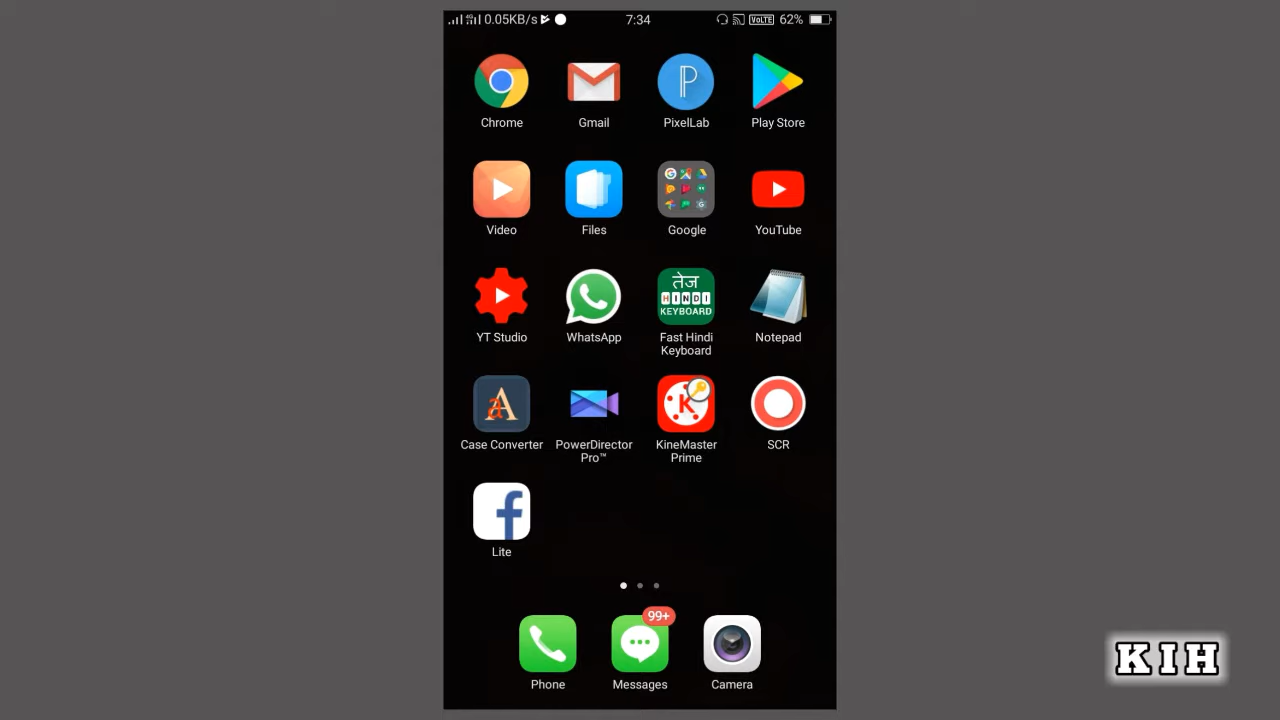 0.05KB/s 7:34 VoLTE 62%
Chrome Gmail PixelLab Play Store
Video Files Google YouTube
तेज
HINDI
KEYBOARD
YT Studio WhatsApp Fast Hindi Keyboard Notepad
Case Converter PowerDirector Pro™ KineMaster Prime SCR
Lite
99+
Phone Messages Camera
KIH